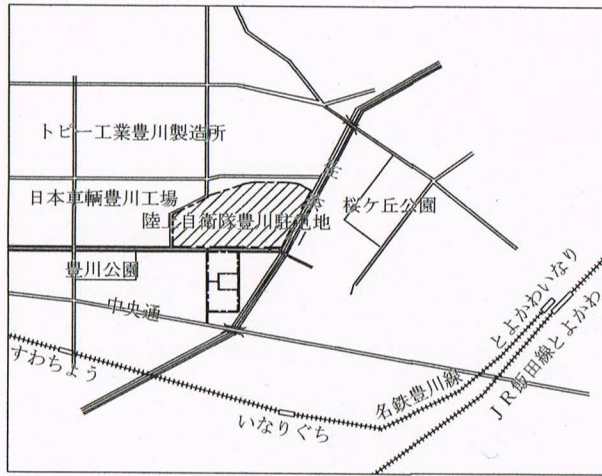 トピー工業豊川製造所
日本車輌豊川工場
陸上自衛隊豊川駐屯地
桜ケ丘公園
豊川公園
中央通
すわちょう
いなりぐち
名鉄豊川線
とよかわいなり
JR飯田線とよかわ